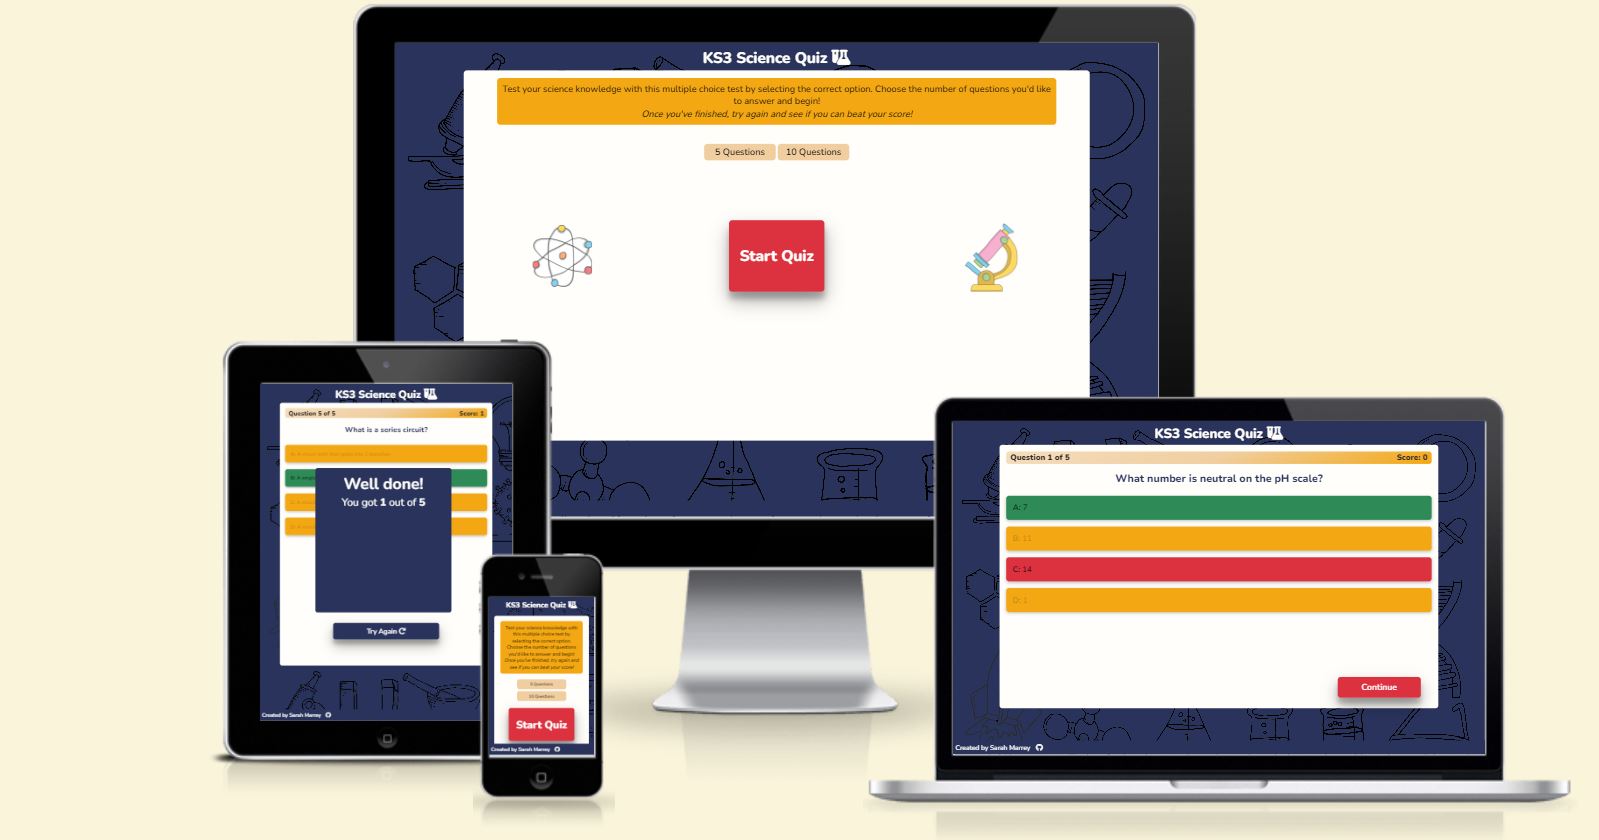 KS3 Science Quiz
Test your science knowledge with this multiple choice test by selecting the correct option. Choose the number of questions you'd like
to answer and begin!
Once you've finished, try again and see if you can beat your score!
5 Questions
10 Questions
Start Quiz
KS3 Science Quiz
Question 5 of 5
Score: 1
What is a series circuit?
Well done!
You got 1 out of 5
Try Again
Created by Sarah Marrey
KS3 Science Quiz
Test your science knowledge with
this multiple choice test by
selecting the correct option.
Choose the number of questions
you'd like to answer and begin!
Once you've finished, try again and
see if you can beat your score!
5 Questions
10 Questions
Start Quiz
Created by Sarah Marrey
KS3 Science Quiz
Question 1 of 5
Score: 0
What number is neutral on the pH scale?
A: 7
B: 11
C: 14
D: 1
Continue
Created by Sarah Marrey